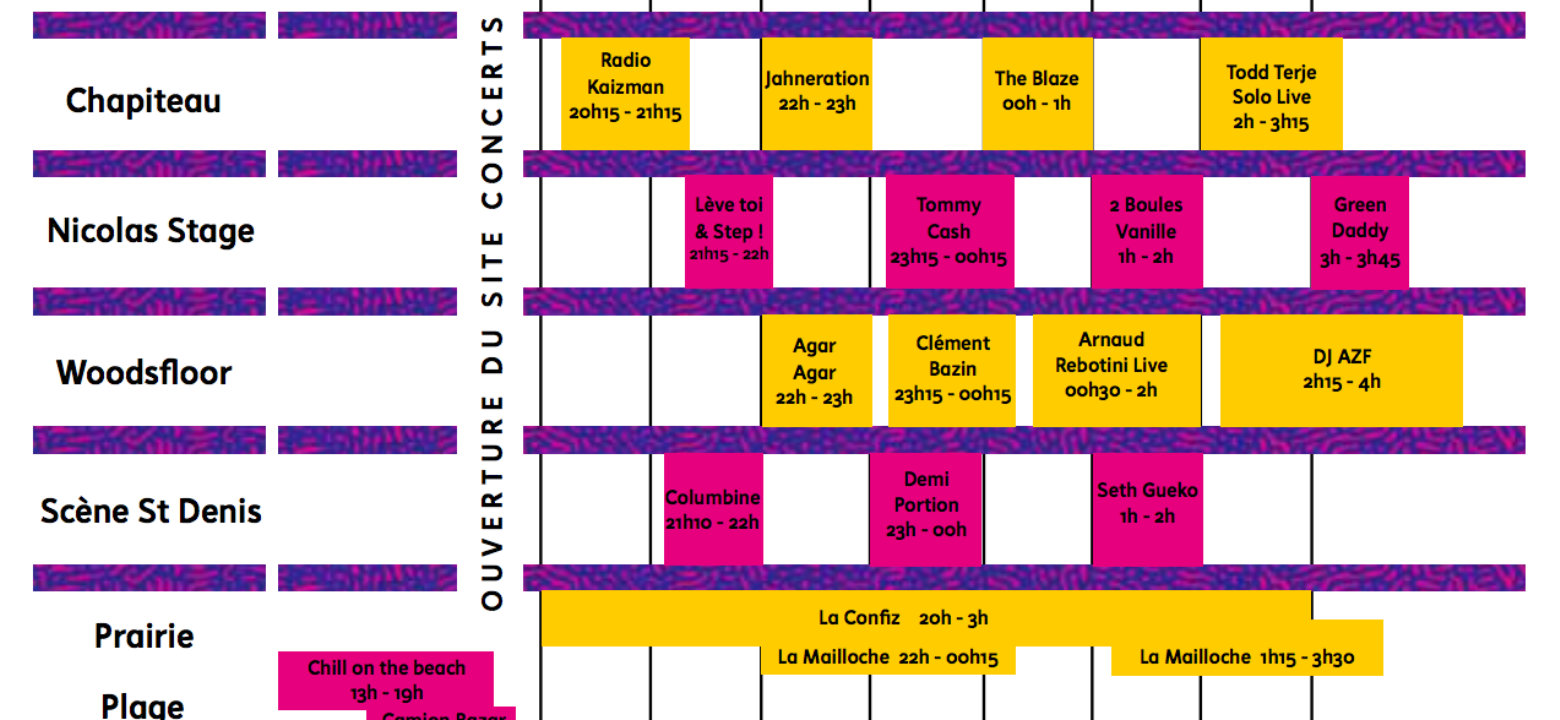 OUVERTURE DU SITE CONCERTS
Chapiteau
Radio
Kaizman
20h15 - 21h15
Jahneration
22h - 23h
The Blaze
00h - 1h
Todd Terje
Solo Live
2h - 3h15
Nicolas Stage
Lève toi
& Step !
21h15 - 22h
Tommy
Cash
23h15 - 00h15
2 Boules
Vanille
1h - 2h
Green
Daddy
3h - 3h45
Woodsfloor
Agar
Agar
22h - 23h
Clément
Bazin
23h15 - 00h15
Arnaud
Rebotini Live
00h30 - 2h
DJ AZF
2h15 - 4h
Scène St Denis
Columbine
21h10 - 22h
Demi
Portion
23h - 00h
Seth Gueko
1h - 2h
Prairie
La Confiz 20h - 3h
La Mailloche 22h - 00h15
La Mailloche 1h15 - 3h30
Plage
Chill on the beach
13h - 19h
Camion Bazar